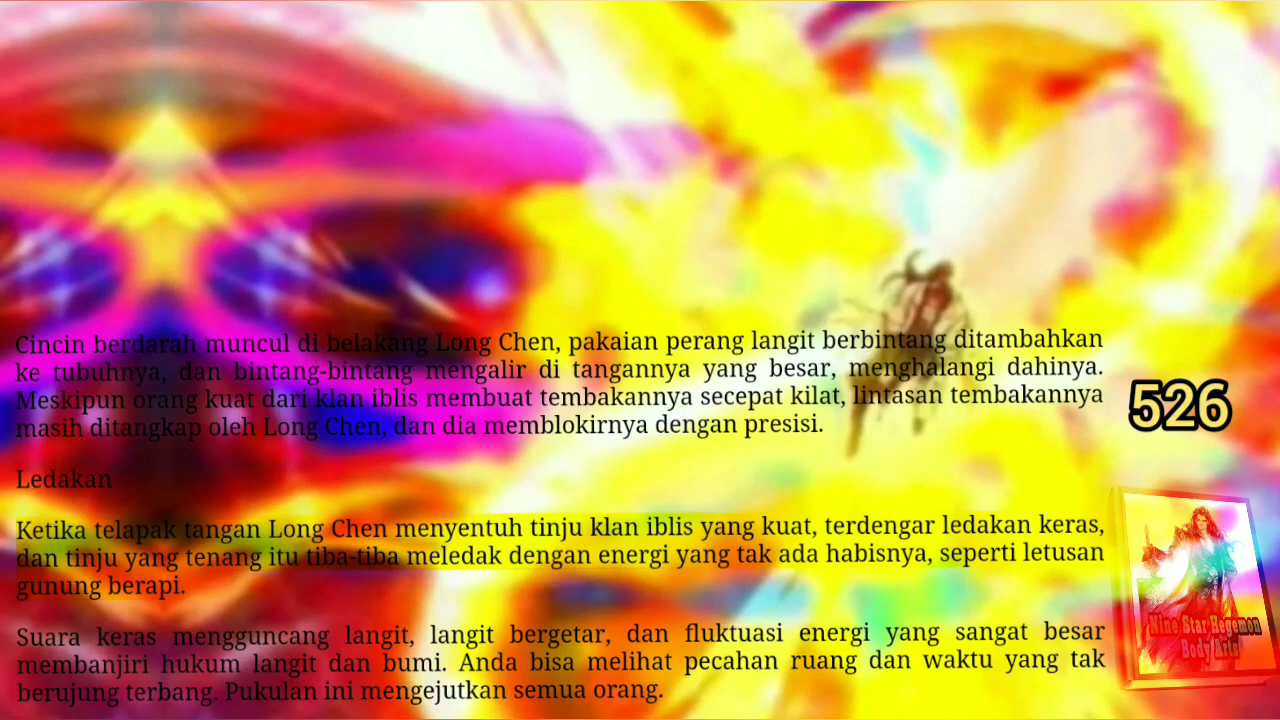 Cincin berdarah muncul di belakang Long Chen, pakaian perang langit berbintang ditambahkan
ke tubuhnya, dan bintang-bintang mengalir di tangannya yang besar, menghalangi dahinya.
Meskipun orang kuat dari klan iblis membuat tembakannya secepat kilat, lintasan tembakannya
masih ditangkap oleh Long Chen, dan dia memblokirnya dengan presisi.
Ledakan
Ketika telapak tangan Long Chen menyentuh tinju klan iblis yang kuat, terdengar ledakan keras,
dan tinju yang tenang itu tiba-tiba meledak dengan energi yang tak ada habisnya, seperti letusan
gunung berapi.
Suara keras mengguncang langit, langit bergetar, dan fluktuasi energi yang sangat besar
membanjiri hukum langit dan bumi. Anda bisa melihat pecahan ruang dan waktu yang tak
berujung terbang. Pukulan ini mengejutkan semua orang.
526
Nine Star Hegemon
Body Arts